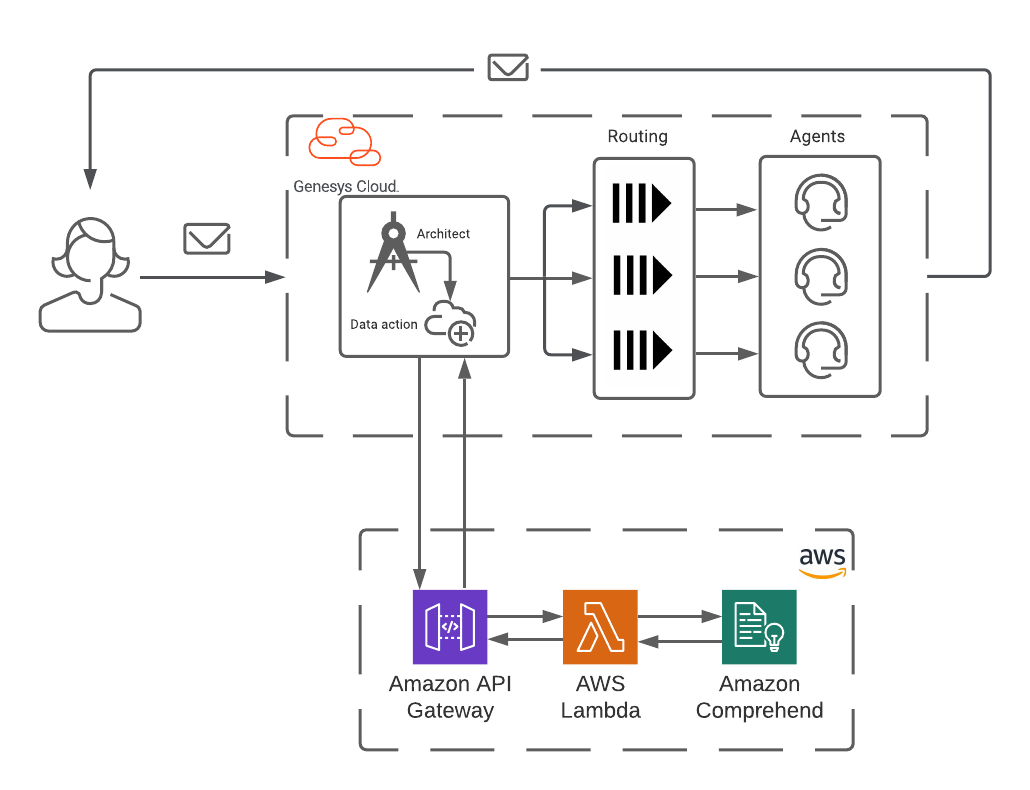 Routing
Agents
Genesys Cloud.
Architect
Data action
aws
</>
Amazon API
Gateway
AWS
Lambda
Amazon
Comprehend